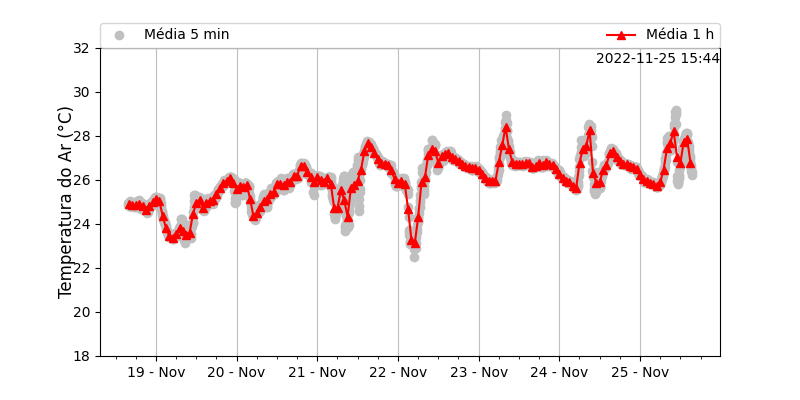 Média 5 min
Média 1 h
2022-11-25 15:44
Temperatura do Ar (°C)
32
30
28
26
24
22
20
18
19 - Nov
20 - Nov
21 - Nov
22 - Nov
23 - Nov
24 - Nov
25 - Nov